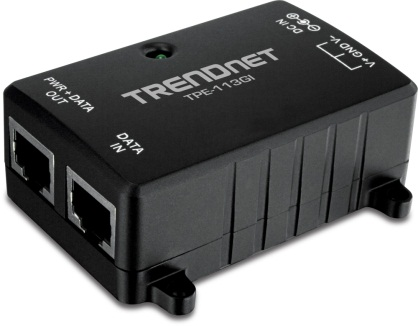 DC IN
V+ GND V-
TRENDNET
TPE-113GI
PWR + DATA
OUT
DATA
IN